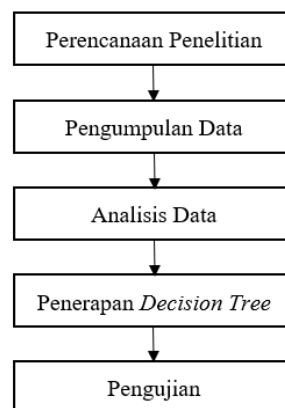 Perencanaan Penelitian
Pengumpulan Data
Analisis Data
Penerapan Decision Tree
Pengujian